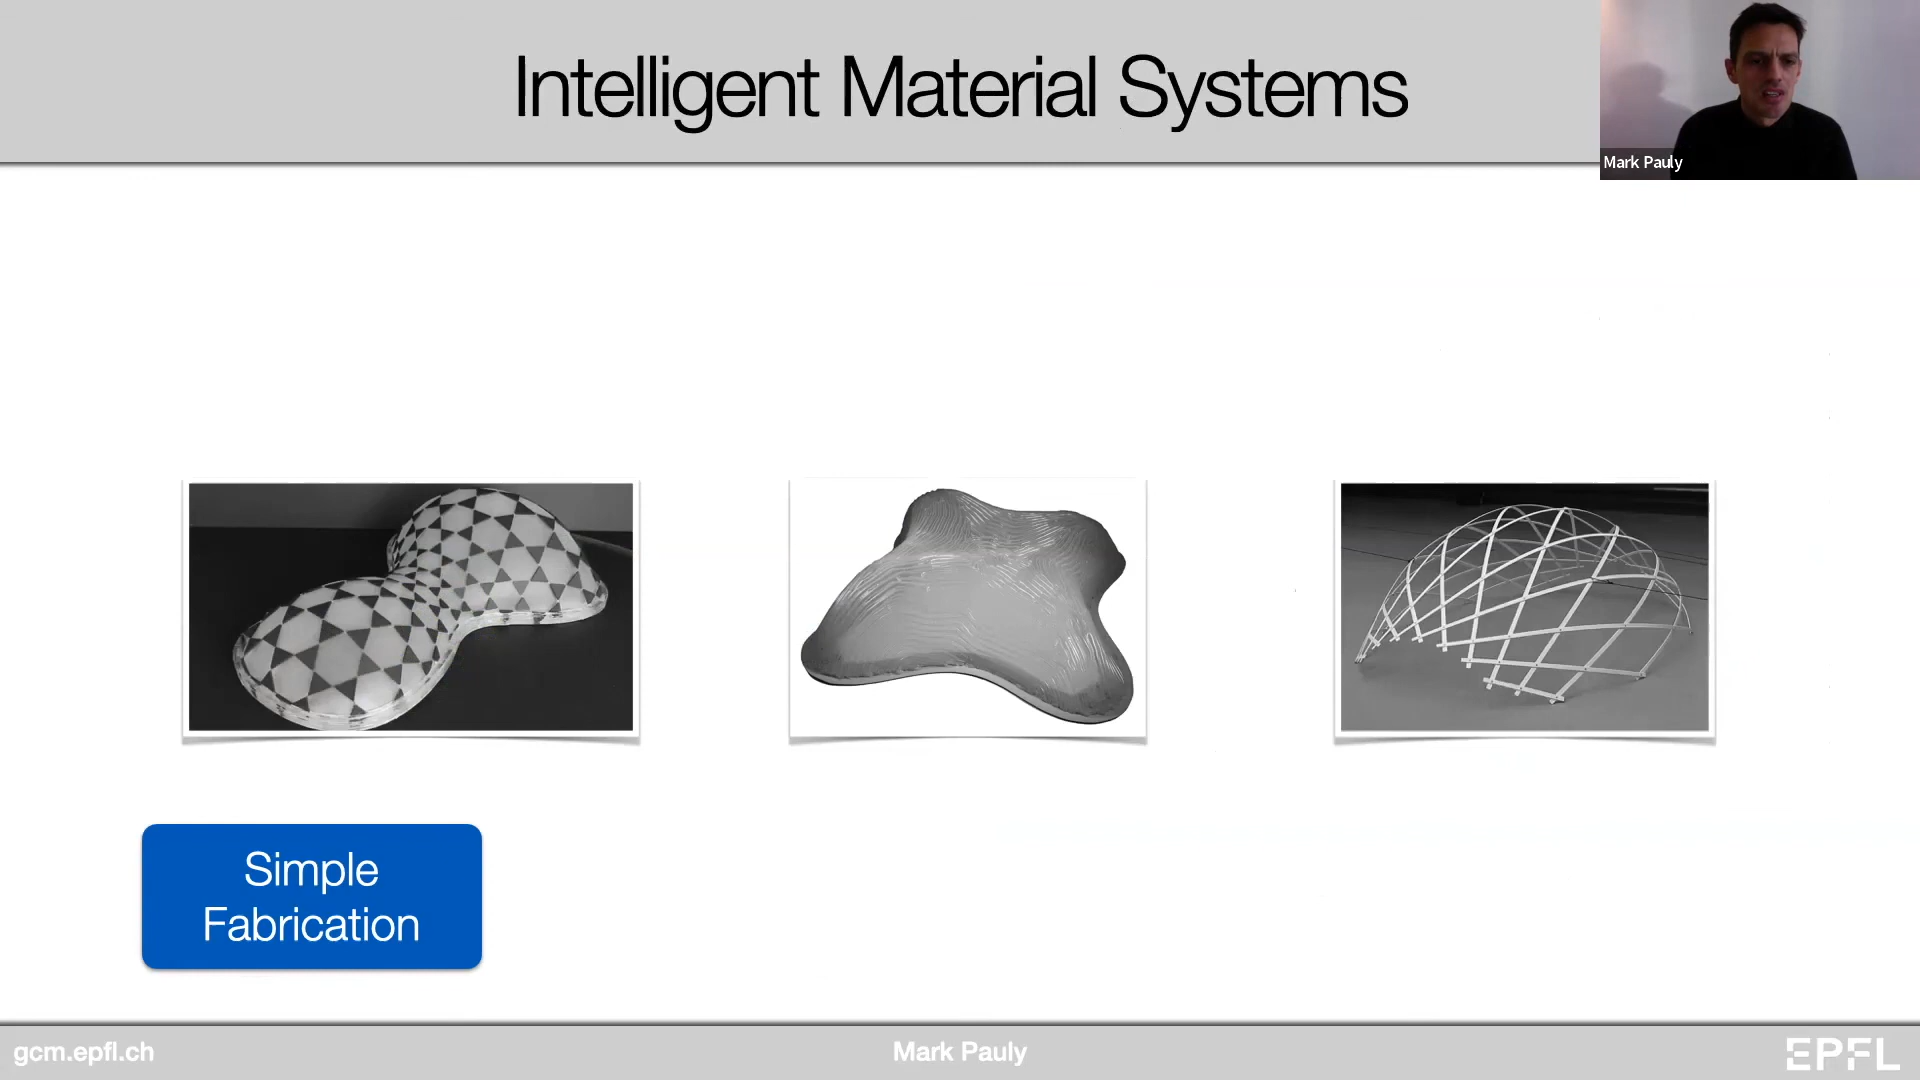 Intelligent Material Systems
Mark Pauly
Simple
Fabrication
gcm.epfl.ch
Mark Pauly
EPFL